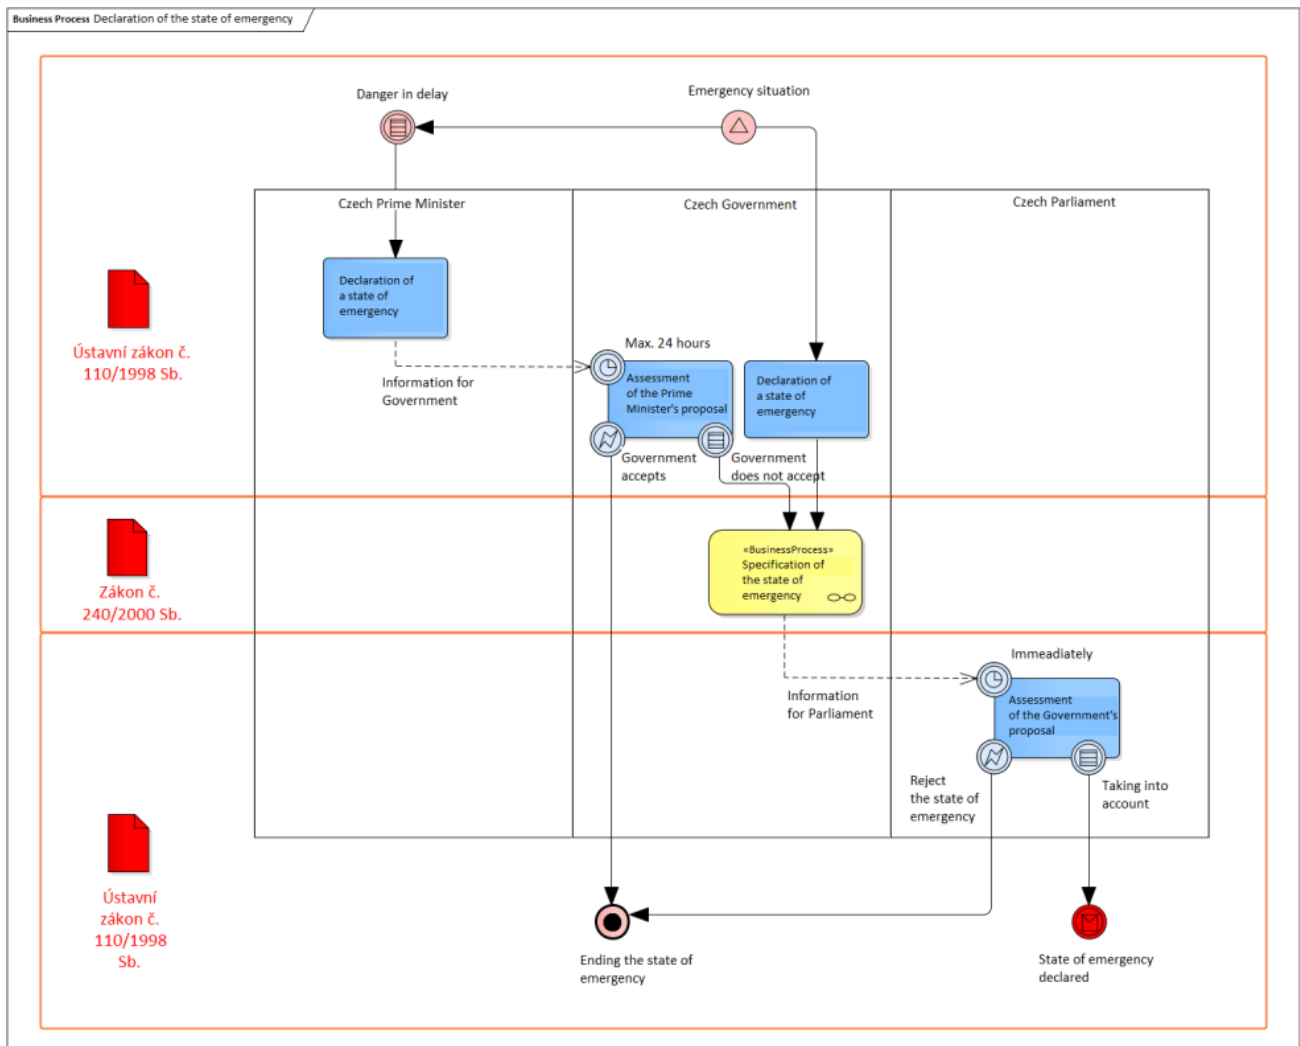 Business Process Declaration of the state of emergency
Danger in delay
Emergency situation
Czech Prime Minister
Czech Government
Czech Parliament
Declaration of
a state of
emergency
Ústavní zákon č.
110/1998 Sb.
Information for
Government
Max. 24 hours
Assessment
of the Prime
Minister's proposal
Declaration of
a state of
emergency
Government
accepts
Government
does not accept
Zákon č.
240/2000 Sb.
«BusinessProcess»
Specification of
the state of
emergency
Information
for Parliament
Immeadiately
Assessment
of the Government's
proposal
Reject
the state of
emergency
Taking into
account
Ústavní
zákon č.
110/1998
Sb.
Ending the state of
emergency
State of emergency
declared